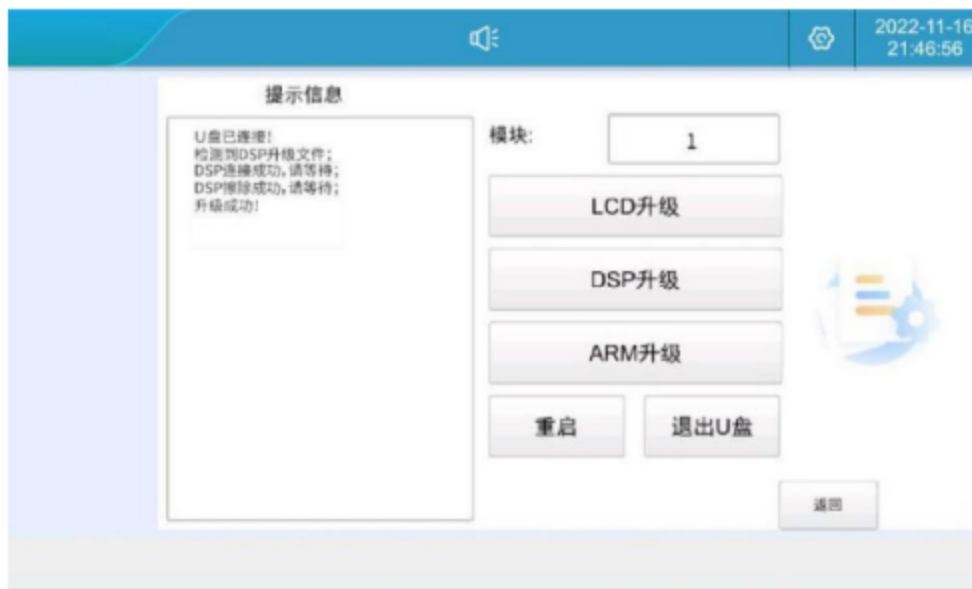 2022-11-16
21:46:56
提示信息
U盘已连接!
检测到DSP升级文件;
DSP连接成功,请等待;
DSP擦除成功,请等待;
升级成功!
模块:
1
LCD升级
DSP升级
ARM升级
重启
退出U盘
返回